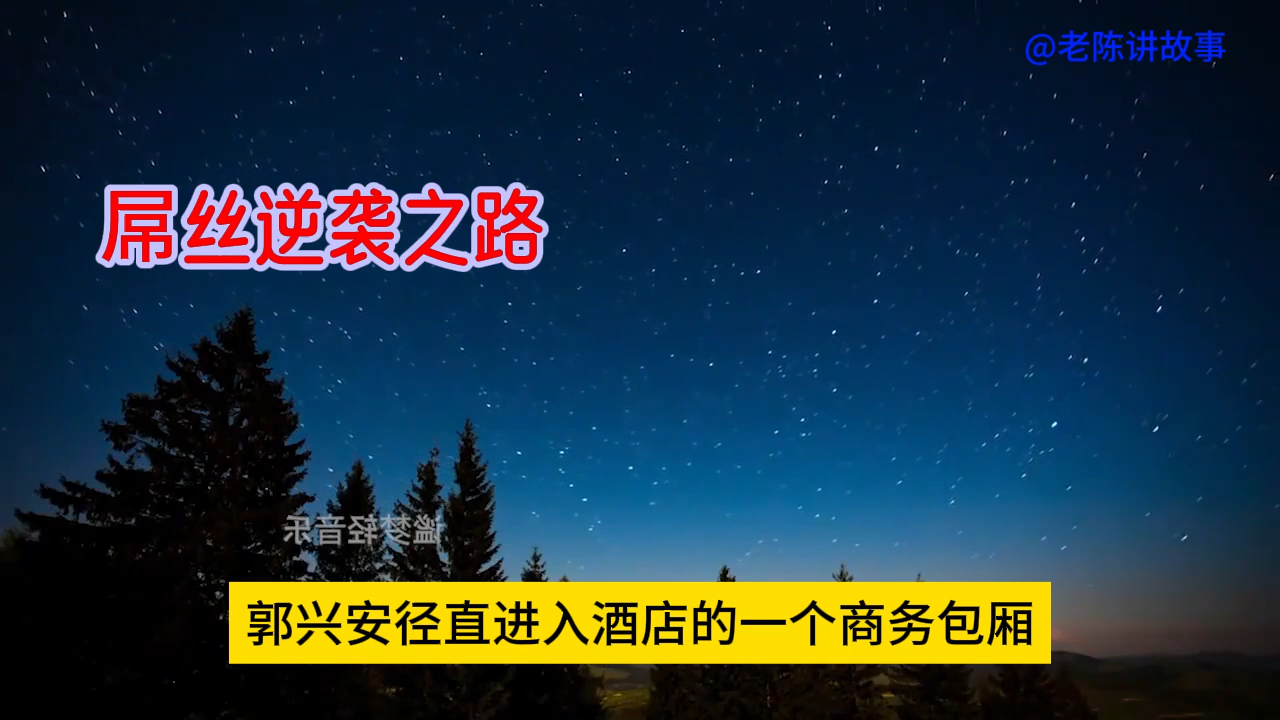 @老陈讲故事
屌丝逆袭之路
谧梦轻音乐
郭兴安径直进入酒店的一个商务包厢